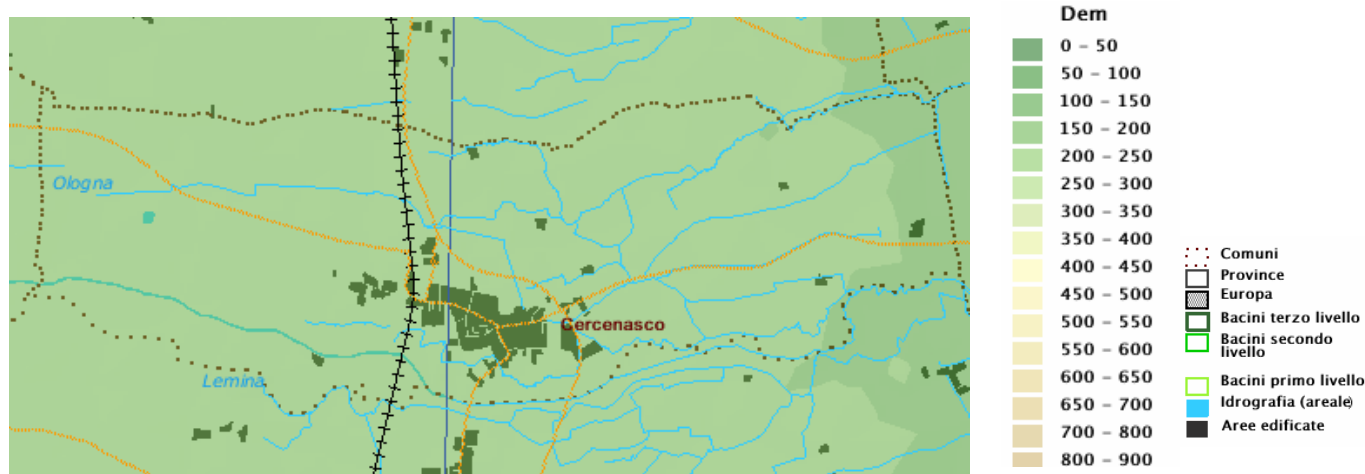 Ologna
Lemina
Cercenasco
Dem
0 – 50
50 – 100
100 – 150
150 – 200
200 – 250
250 – 300
300 – 350
350 – 400
400 – 450
450 – 500
500 – 550
550 – 600
600 – 650
650 – 700
700 – 800
800 – 900
Comuni
Province
Europa
Bacini terzo livello
Bacini secondo
livello
Bacini primo livello
Idrografia (areale)
Aree edificate